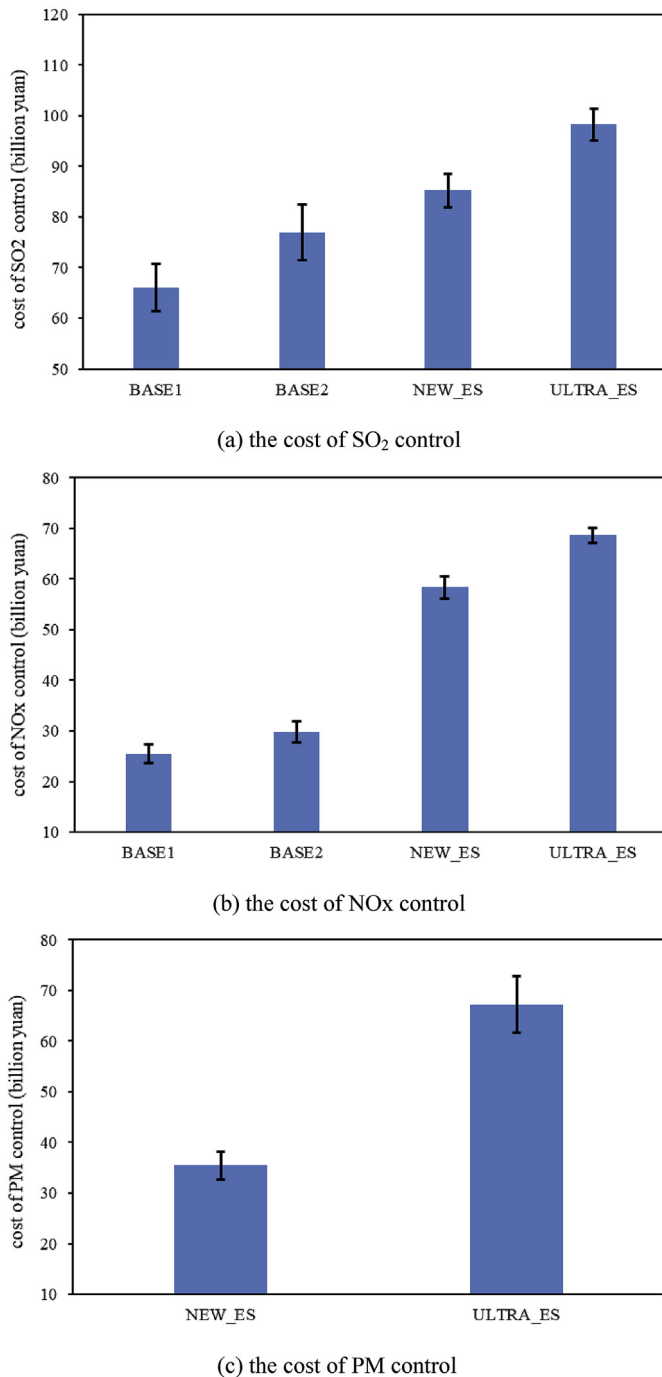 120
110
100
90
80
70
60
50
cost of SO2 control (billion yuan)
BASE1 BASE2 NEW_ES ULTRA_ES
(a) the cost of SO₂ control
80
70
60
50
40
30
20
10
cost of NOx control (billion yuan)
BASE1 BASE2 NEW_ES ULTRA_ES
(b) the cost of NOx control
80
70
60
50
40
30
20
10
cost of PM control (billion yuan)
NEW_ES ULTRA_ES
(c) the cost of PM control